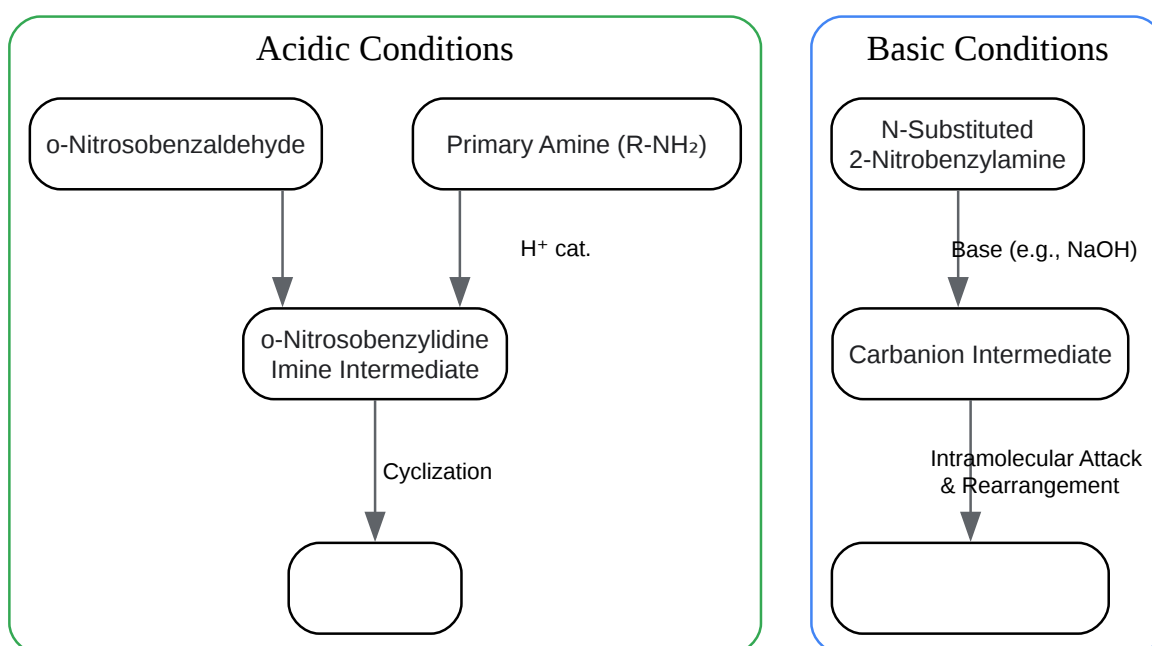 Acidic Conditions
o-Nitrosobenzaldehyde
Primary Amine (R-NH₂)
H⁺ cat.
o-Nitrosobenzylidine
Imine Intermediate
Cyclization
Basic Conditions
N-Substituted
2-Nitrobenzylamine
Base (e.g., NaOH)
Carbanion Intermediate
Intramolecular Attack
& Rearrangement